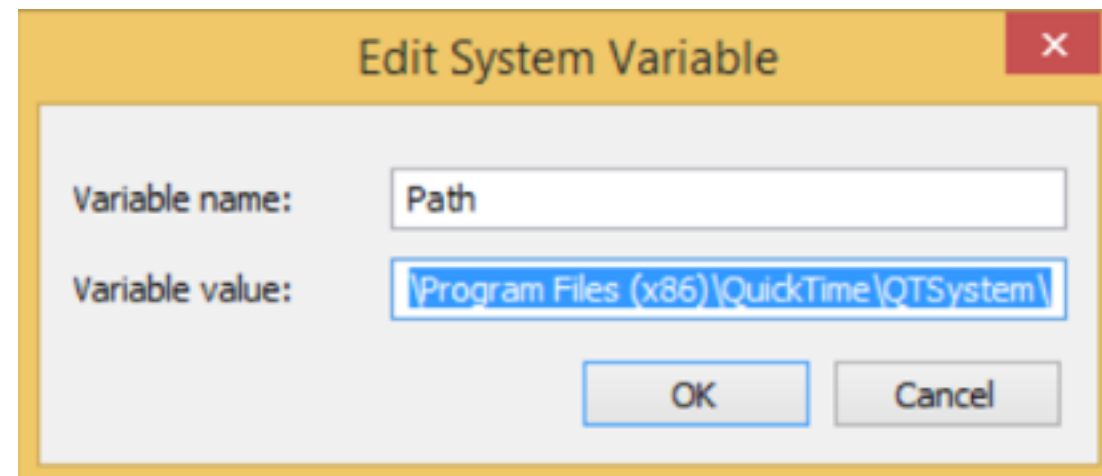 Edit System Variable
Variable name: Path
Variable value: \Program Files (x86)\QuickTime\QTSystem\
OK Cancel